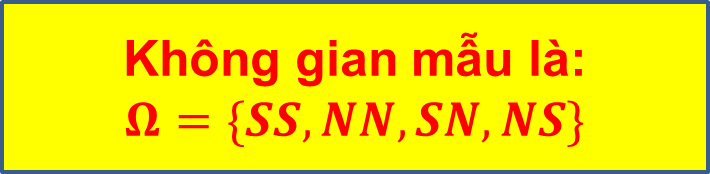 Không gian mẫu là:
Ω = {SS, NN, SN, NS}